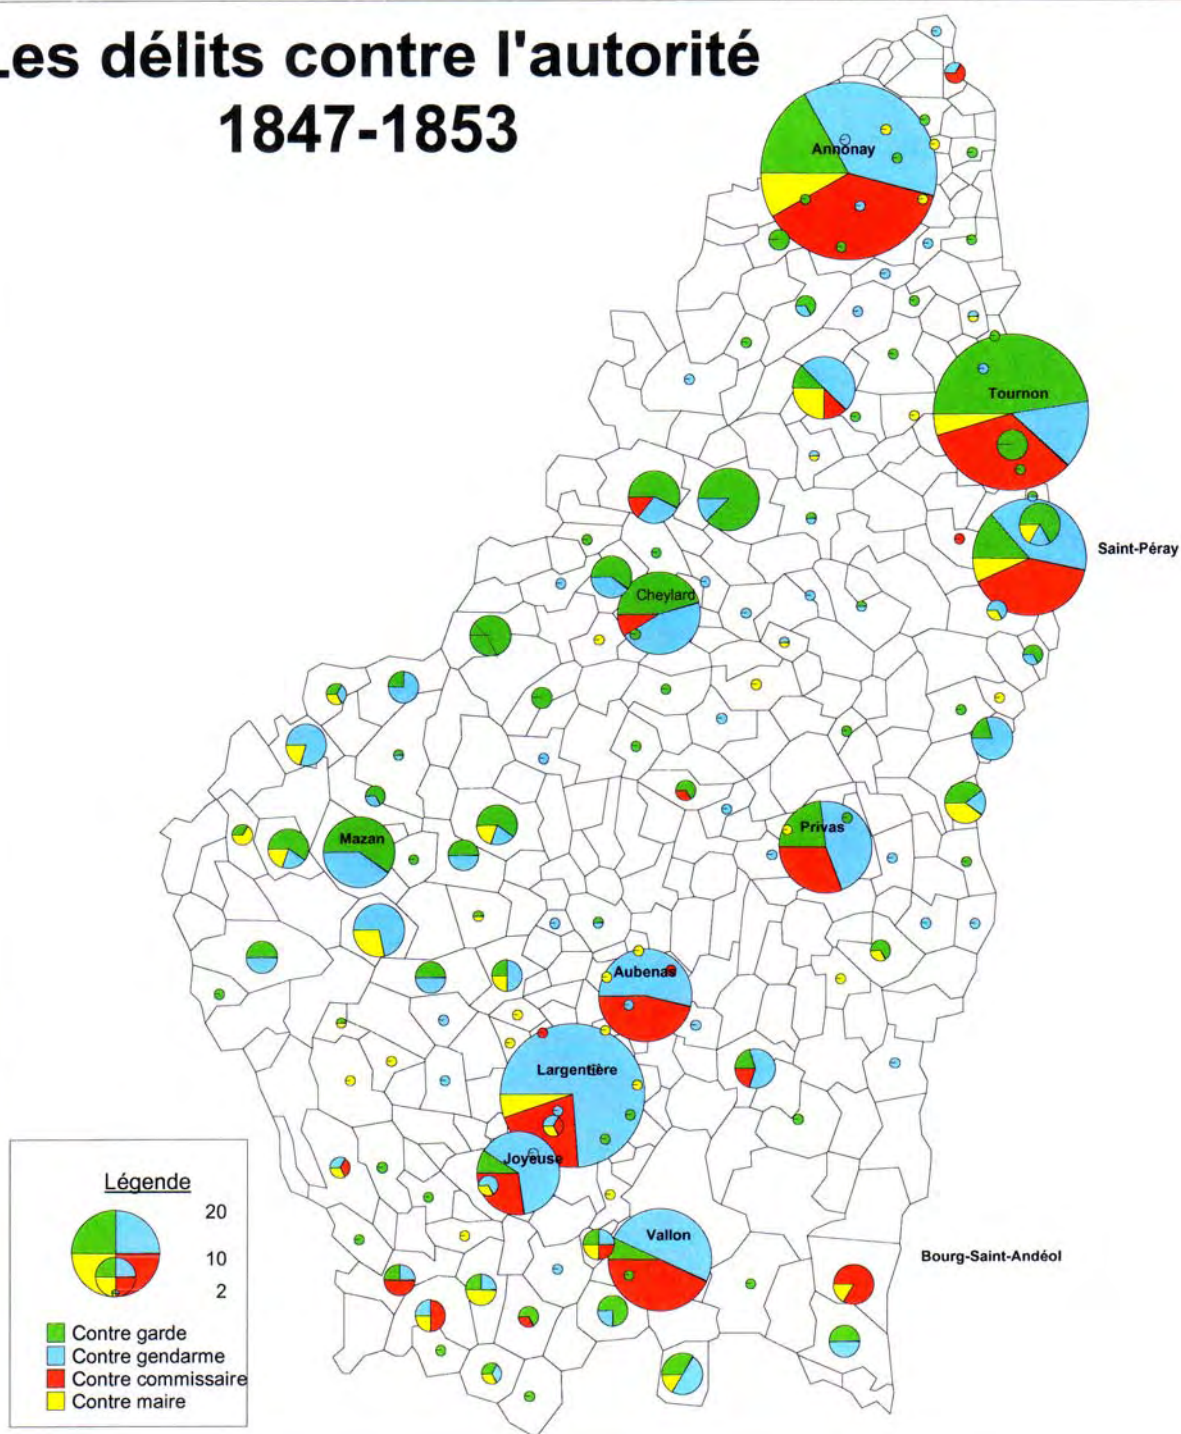 Les délits contre l'autorité
1847-1853
Annonay
Tournon
Saint-Péray
Cheylard
Mazan
Privas
Aubenas
Largentière
Joyeuse
Vallon
Bourg-Saint-Andéol
Légende
20
10
2
Contre garde
Contre gendarme
Contre commissaire
Contre maire